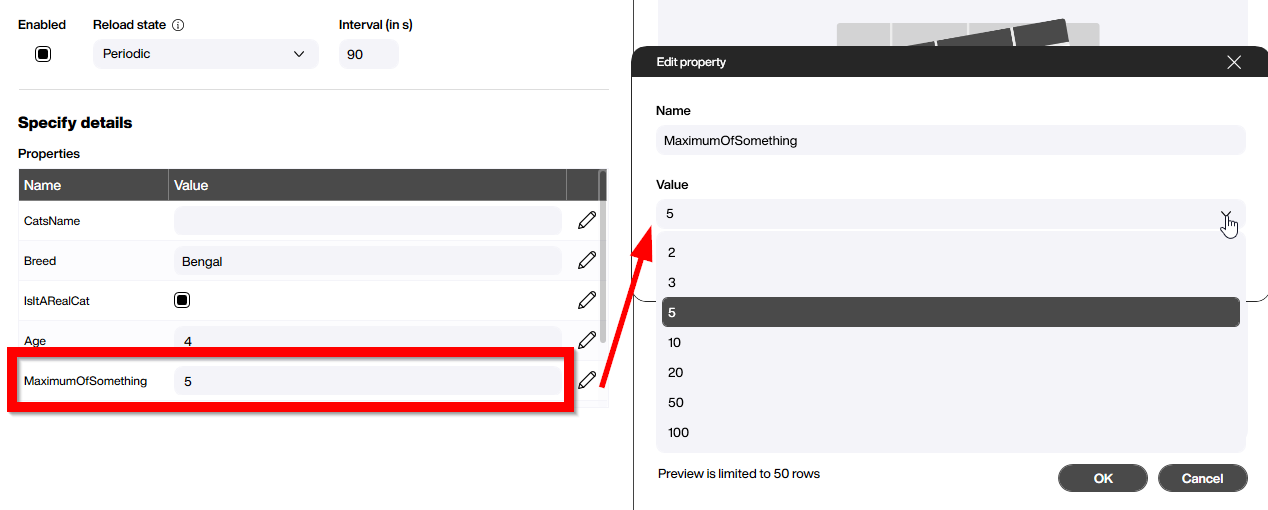 Enabled
Reload state
Interval (in s)
Periodic
90
Specify details
Properties
Name
Value
CatsName
Breed
Bengal
IsItARealCat
Age
4
MaximumOfSomething
5
Edit property
Name
MaximumOfSomething
Value
5
2
3
5
10
20
50
100
Preview is limited to 50 rows
OK
Cancel